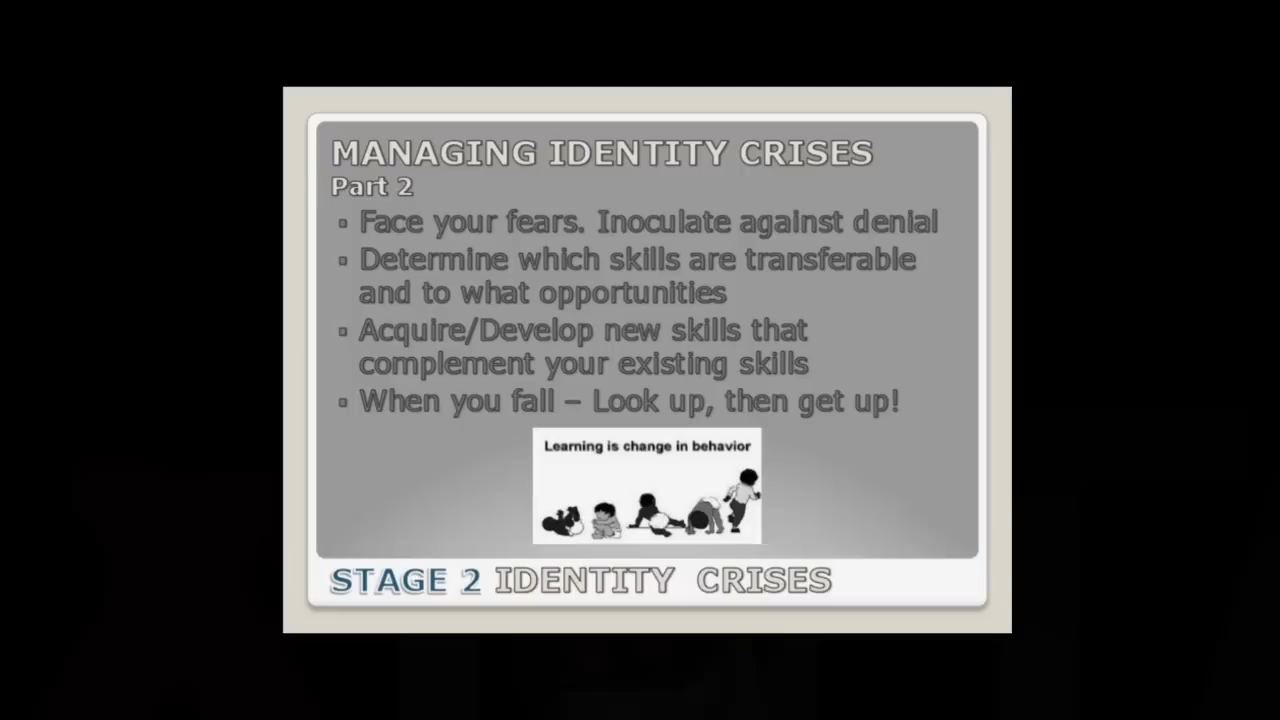 MANAGING IDENTITY CRISES
Part 2
▪ Face your fears. Inoculate against denial
▪ Determine which skills are transferable
and to what opportunities
▪ Acquire/Develop new skills that
complement your existing skills
▪ When you fall – Look up, then get up!
Learning is change in behavior
STAGE 2 IDENTITY CRISES